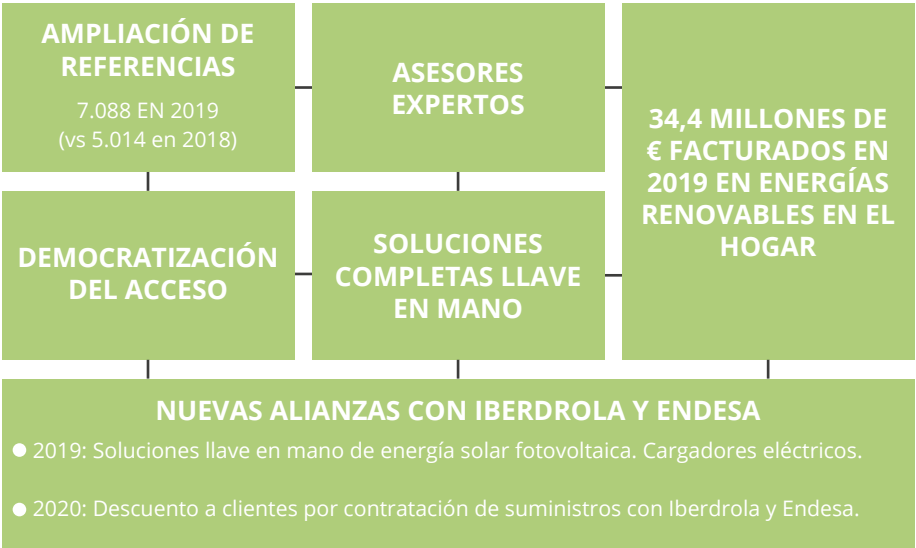 AMPLIACIÓN DE
REFERENCIAS
7.088 EN 2019
(vs 5.014 en 2018)
ASESORES
EXPERTOS
34,4 MILLONES DE
€ FACTURADOS EN
2019 EN ENERGÍAS
RENOVABLES EN EL
HOGAR
DEMOCRATIZACIÓN
DEL ACCESO
SOLUCIONES
COMPLETAS LLAVE
EN MANO
NUEVAS ALIANZAS CON IBERDROLA Y ENDESA
● 2019: Soluciones llave en mano de energía solar fotovoltaica. Cargadores eléctricos.
● 2020: Descuento a clientes por contratación de suministros con Iberdrola y Endesa.